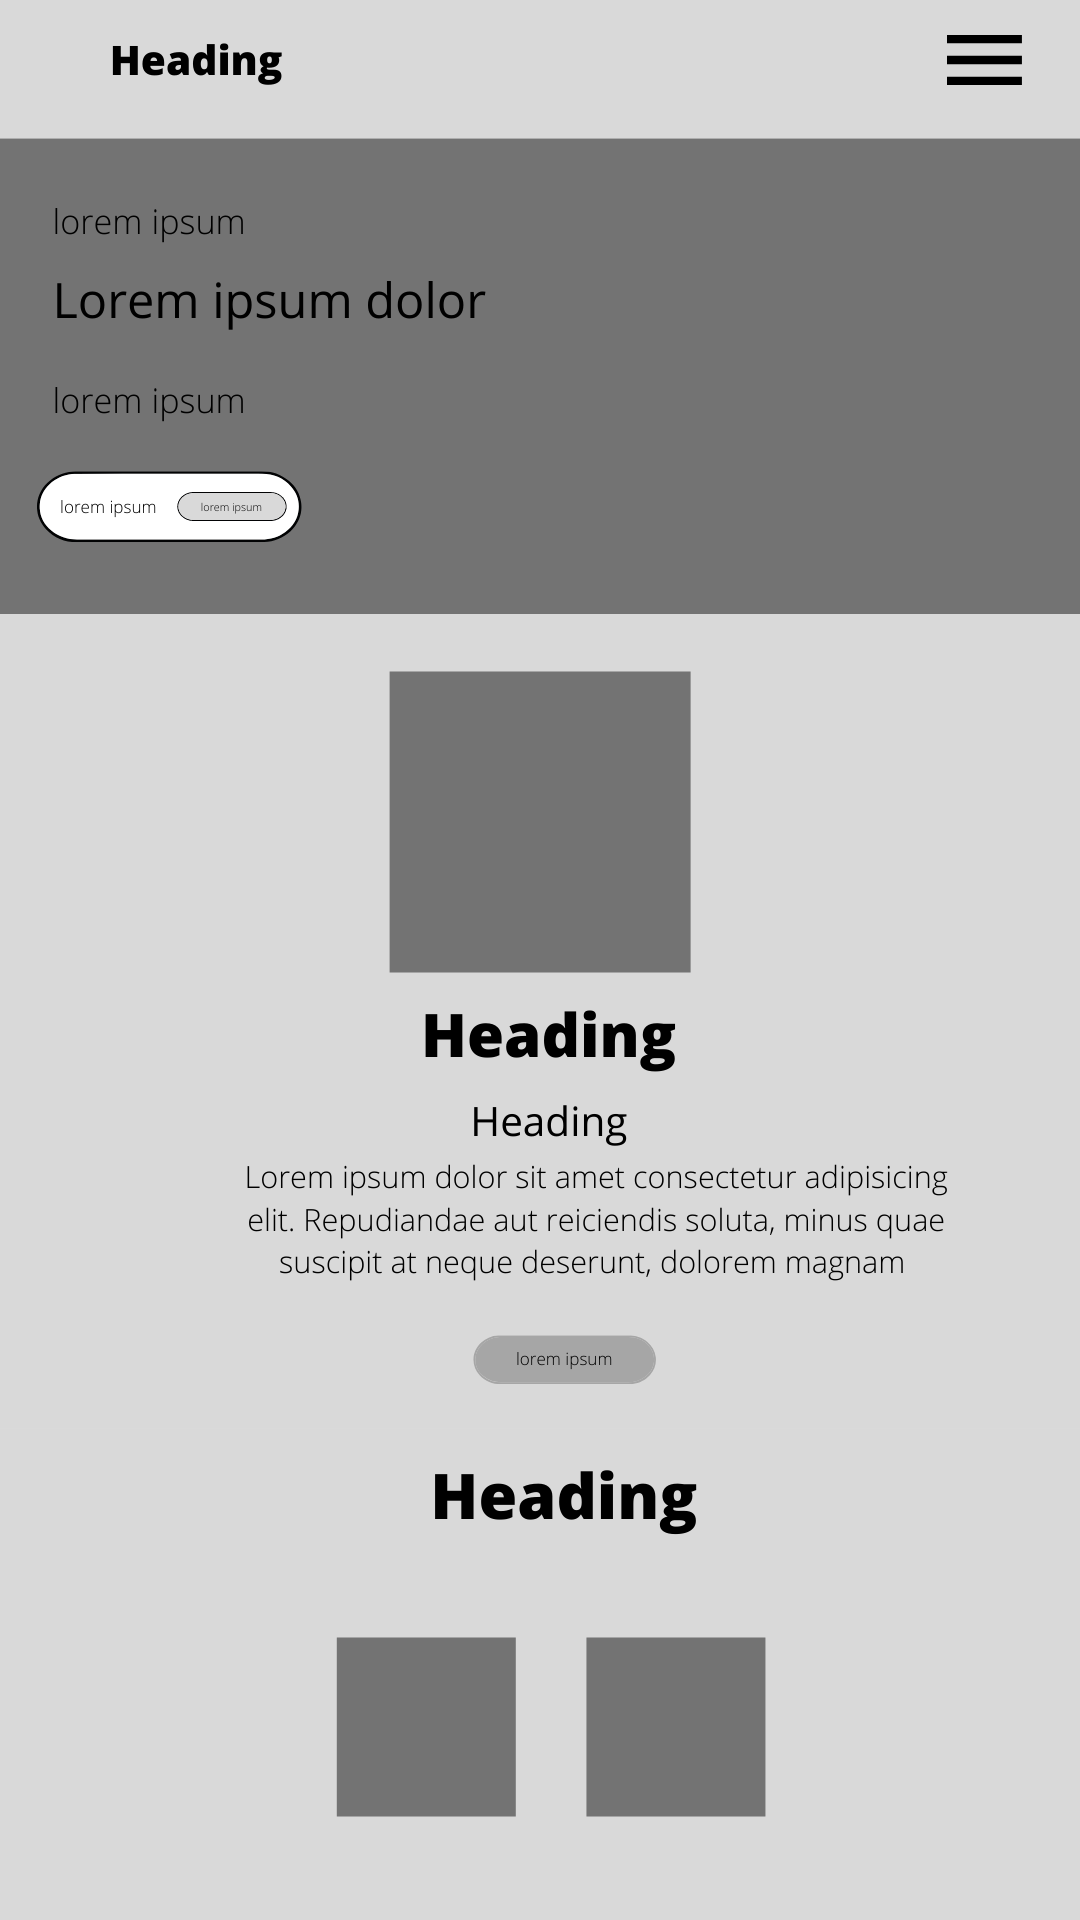 Heading
lorem ipsum
Lorem ipsum dolor
lorem ipsum
lorem ipsum
lorem ipsum
Heading
Heading
Lorem ipsum dolor sit amet consectetur adipisicing
elit. Repudiandae aut reiciendis soluta, minus quae
suscipit at neque deserunt, dolorem magnam
lorem ipsum
Heading